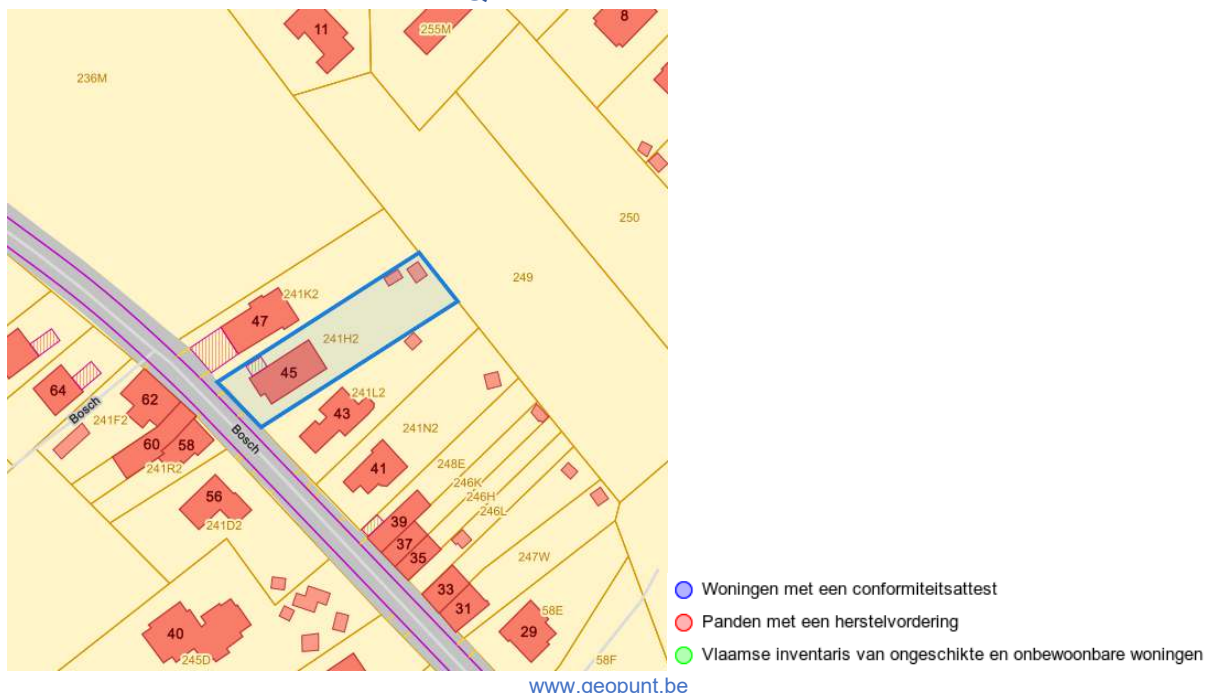 11
255M
8
236M
250
249
241K2
47
241H2
45
64
62
Bosch
241F2
241L2
43
Bosch
60
58
241R2
241N2
41
248E
246K
246H
246L
56
241D2
39
37
35
247W
33
31
58E
29
40
245D
58F
Woningen met een conformiteitsattest
Panden met een herstelvordering
Vlaamse inventaris van ongeschikte en onbewoonbare woningen
www.geopunt.be